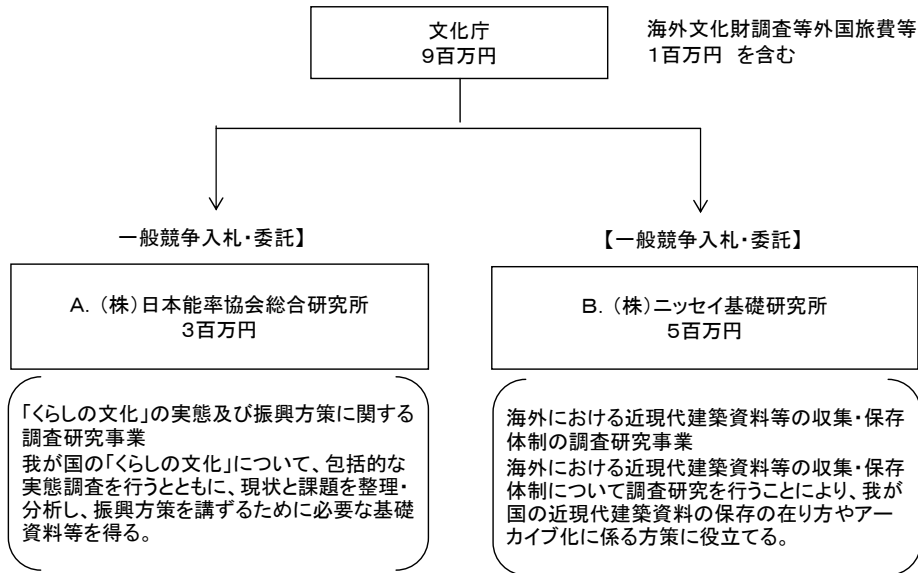 文化庁
9百万円
海外文化財調査等外国旅費等
1百万円 を含む
一般競争入札・委託】
【一般競争入札・委託】
A. (株)日本能率協会総合研究所
3百万円
B. (株)ニッセイ基礎研究所
5百万円
「くらしの文化」の実態及び振興方策に関する
調査研究事業
我が国の「くらしの文化」について、包括的な
実態調査を行うとともに、現状と課題を整理・
分析し、振興方策を講ずるために必要な基礎
資料等を得る。
海外における近現代建築資料等の収集・保存
体制の調査研究事業
海外における近現代建築資料等の収集・保存
体制について調査研究を行うことにより、我が
国の近現代建築資料の保存の在り方やアー
カイブ化に係る方策に役立てる。